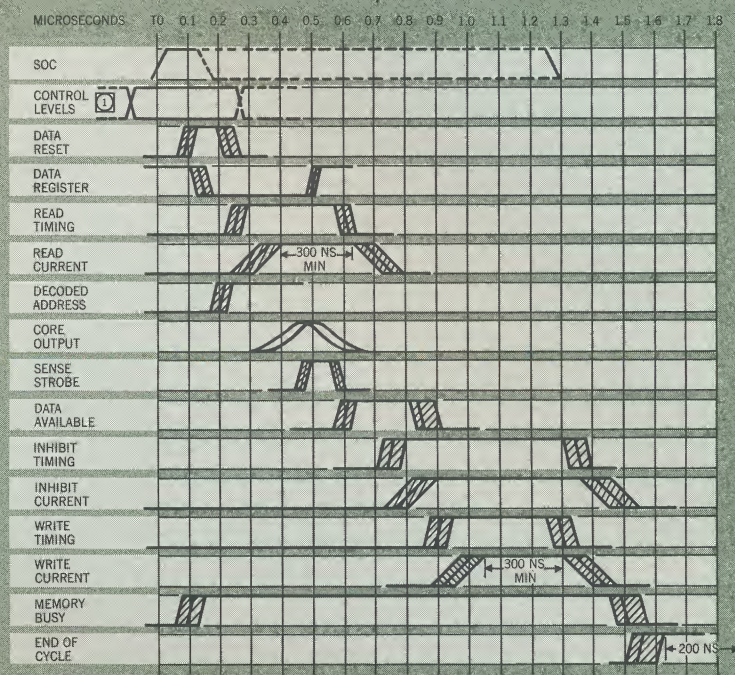 MICROSECONDS T0 0.1 0.2 0.3 0.4 0.5 0.6 0.7 0.8 0.9 1.0 1.1 1.2 1.3 1.4 1.5 1.6 1.7 1.8
SOC
CONTROL
LEVELS 1
DATA
RESET
DATA
REGISTER
READ
TIMING
READ
CURRENT
300 NS
MIN
DECODED
ADDRESS
CORE
OUTPUT
SENSE
STROBE
DATA
AVAILABLE
INHIBIT
TIMING
INHIBIT
CURRENT
WRITE
TIMING
WRITE
CURRENT
300 NS
MIN
MEMORY
BUSY
END OF
CYCLE
200 NS